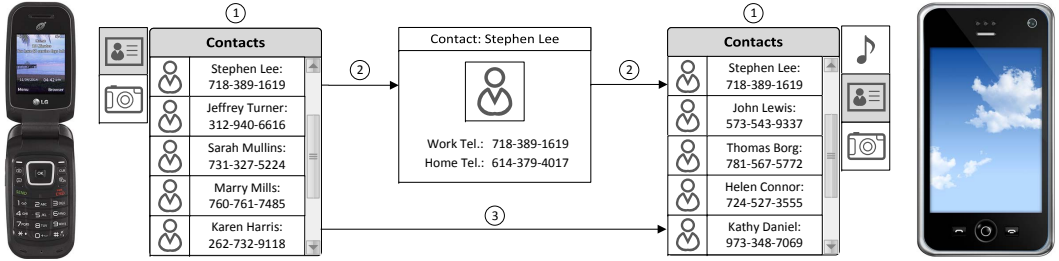 1
Contacts
Stephen Lee:
718-389-1619
Jeffrey Turner:
312-940-6616
Sarah Mullins:
731-327-5224
Marry Mills:
760-761-7485
Karen Harris:
262-732-9118
2
Contact: Stephen Lee
Work Tel.: 718-389-1619
Home Tel.: 614-379-4017
2
3
1
Contacts
Stephen Lee:
718-389-1619
John Lewis:
573-543-9337
Thomas Borg:
781-567-5772
Helen Connor:
724-527-3555
Kathy Daniel:
973-348-7069
Menu Browser
LG
OK